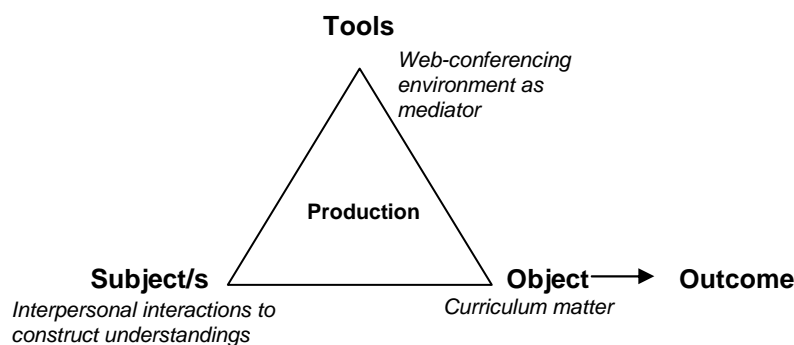 Tools
Web-conferencing
environment as
mediator
Production
Subject/s
Object
Outcome
Interpersonal interactions to
construct understandings
Curriculum matter